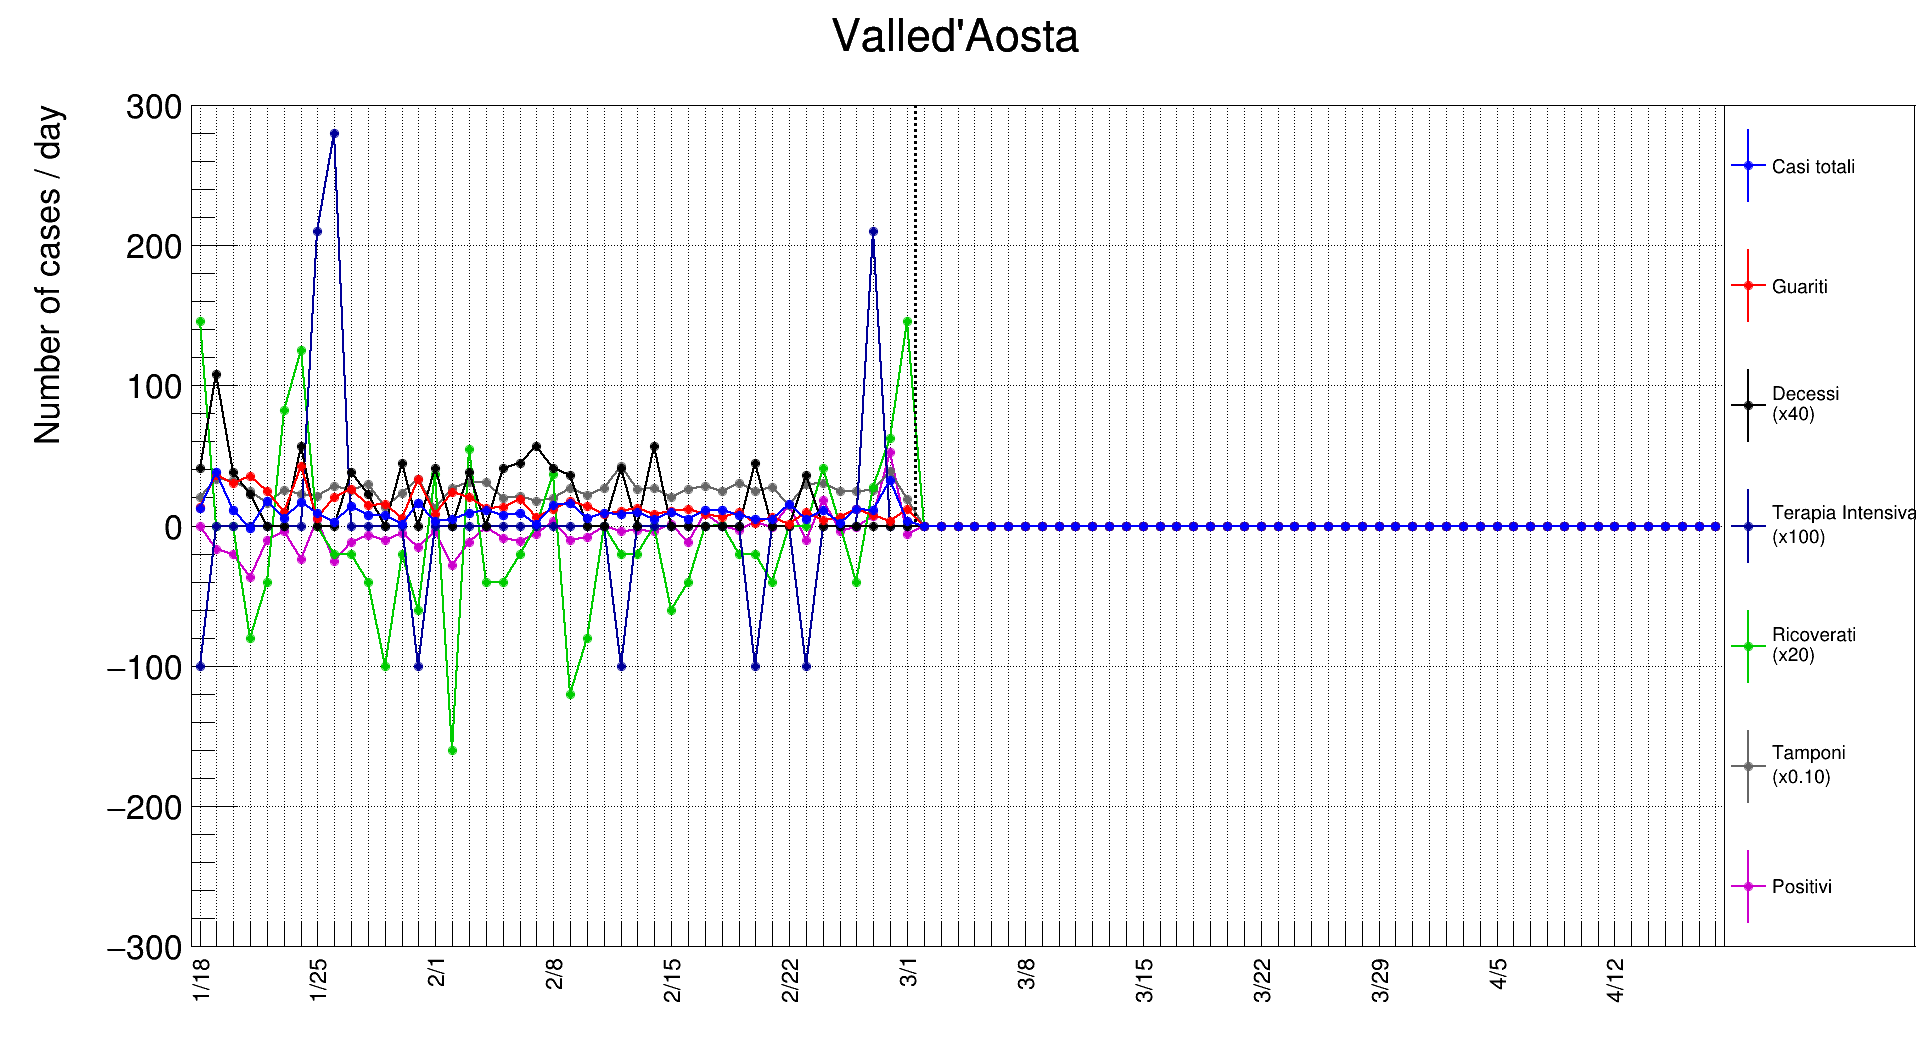 Valled'Aosta
Number of cases / day
300
200
100
0
−100
−200
−300
1/18
1/25
2/1
2/8
2/15
2/22
3/1
3/8
3/15
3/22
3/29
4/5
4/12
Casi totali
Guariti
Decessi
(x40)
Terapia Intensiva
(x100)
Ricoverati
(x20)
Tamponi
(x0.10)
Positivi